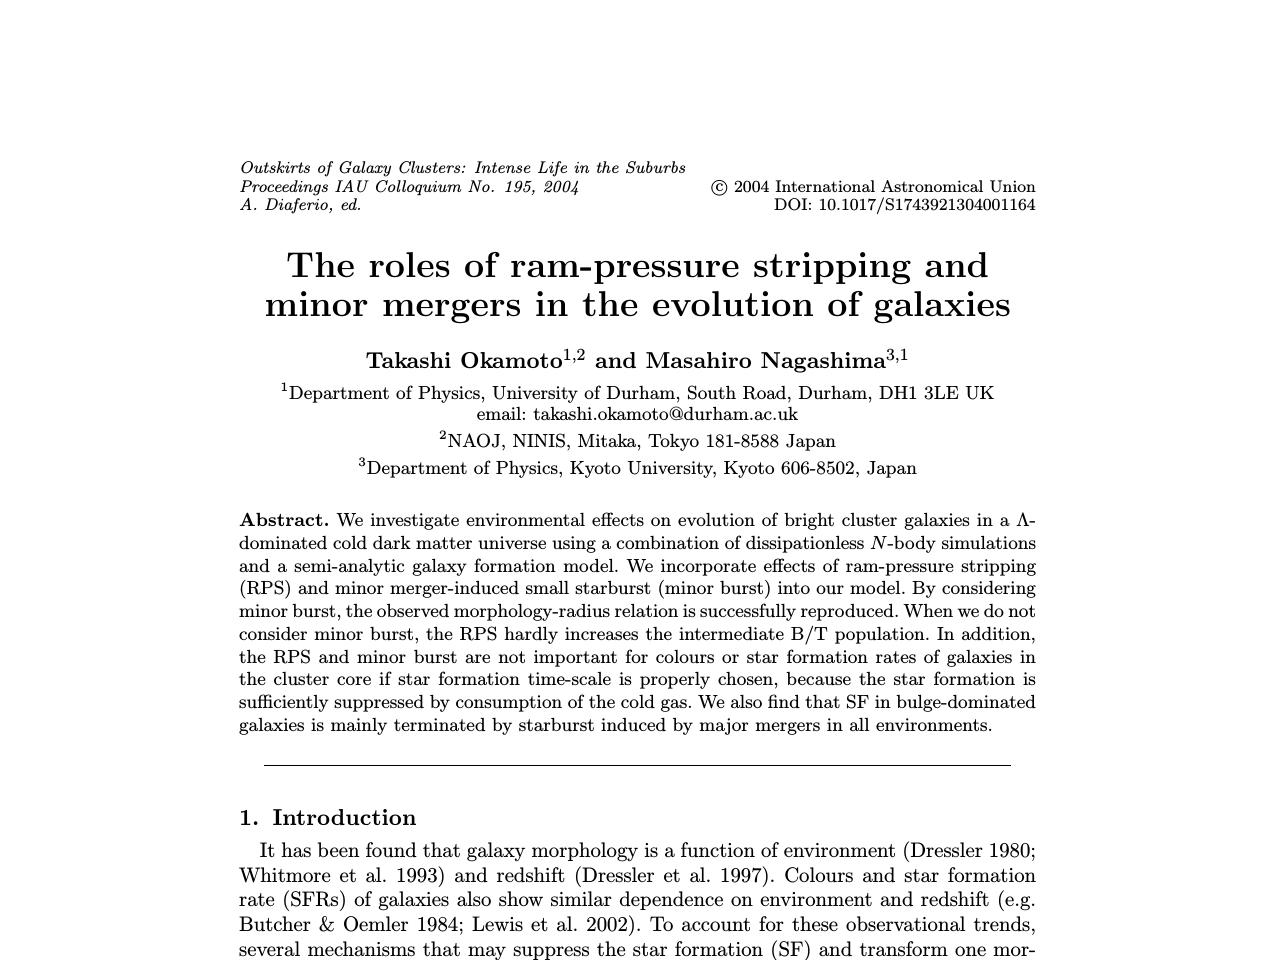 Outskirts of Galaxy Clusters: Intense Life in the Suburbs
Proceedings IAU Colloquium No. 195, 2004
A. Diaferio, ed.
© 2004 International Astronomical Union
DOI: 10.1017/S1743921304001164
The roles of ram-pressure stripping and
minor mergers in the evolution of galaxies
Takashi Okamoto1,2 and Masahiro Nagashima3,1
1Department of Physics, University of Durham, South Road, Durham, DH1 3LE UK
email: takashi.okamoto@durham.ac.uk
2NAOJ, NINIS, Mitaka, Tokyo 181-8588 Japan
3Department of Physics, Kyoto University, Kyoto 606-8502, Japan
Abstract. We investigate environmental effects on evolution of bright cluster galaxies in a Λ-
dominated cold dark matter universe using a combination of dissipationless N-body simulations
and a semi-analytic galaxy formation model. We incorporate effects of ram-pressure stripping
(RPS) and minor merger-induced small starburst (minor burst) into our model. By considering
minor burst, the observed morphology-radius relation is successfully reproduced. When we do not
consider minor burst, the RPS hardly increases the intermediate B/T population. In addition,
the RPS and minor burst are not important for colours or star formation rates of galaxies in
the cluster core if star formation time-scale is properly chosen, because the star formation is
sufficiently suppressed by consumption of the cold gas. We also find that SF in bulge-dominated
galaxies is mainly terminated by starburst induced by major mergers in all environments.
1. Introduction
It has been found that galaxy morphology is a function of environment (Dressler 1980;
Whitmore et al. 1993) and redshift (Dressler et al. 1997). Colours and star formation
rate (SFRs) of galaxies also show similar dependence on environment and redshift (e.g.
Butcher & Oemler 1984; Lewis et al. 2002). To account for these observational trends,
several mechanisms that may suppress the star formation (SF) and transform one mor-